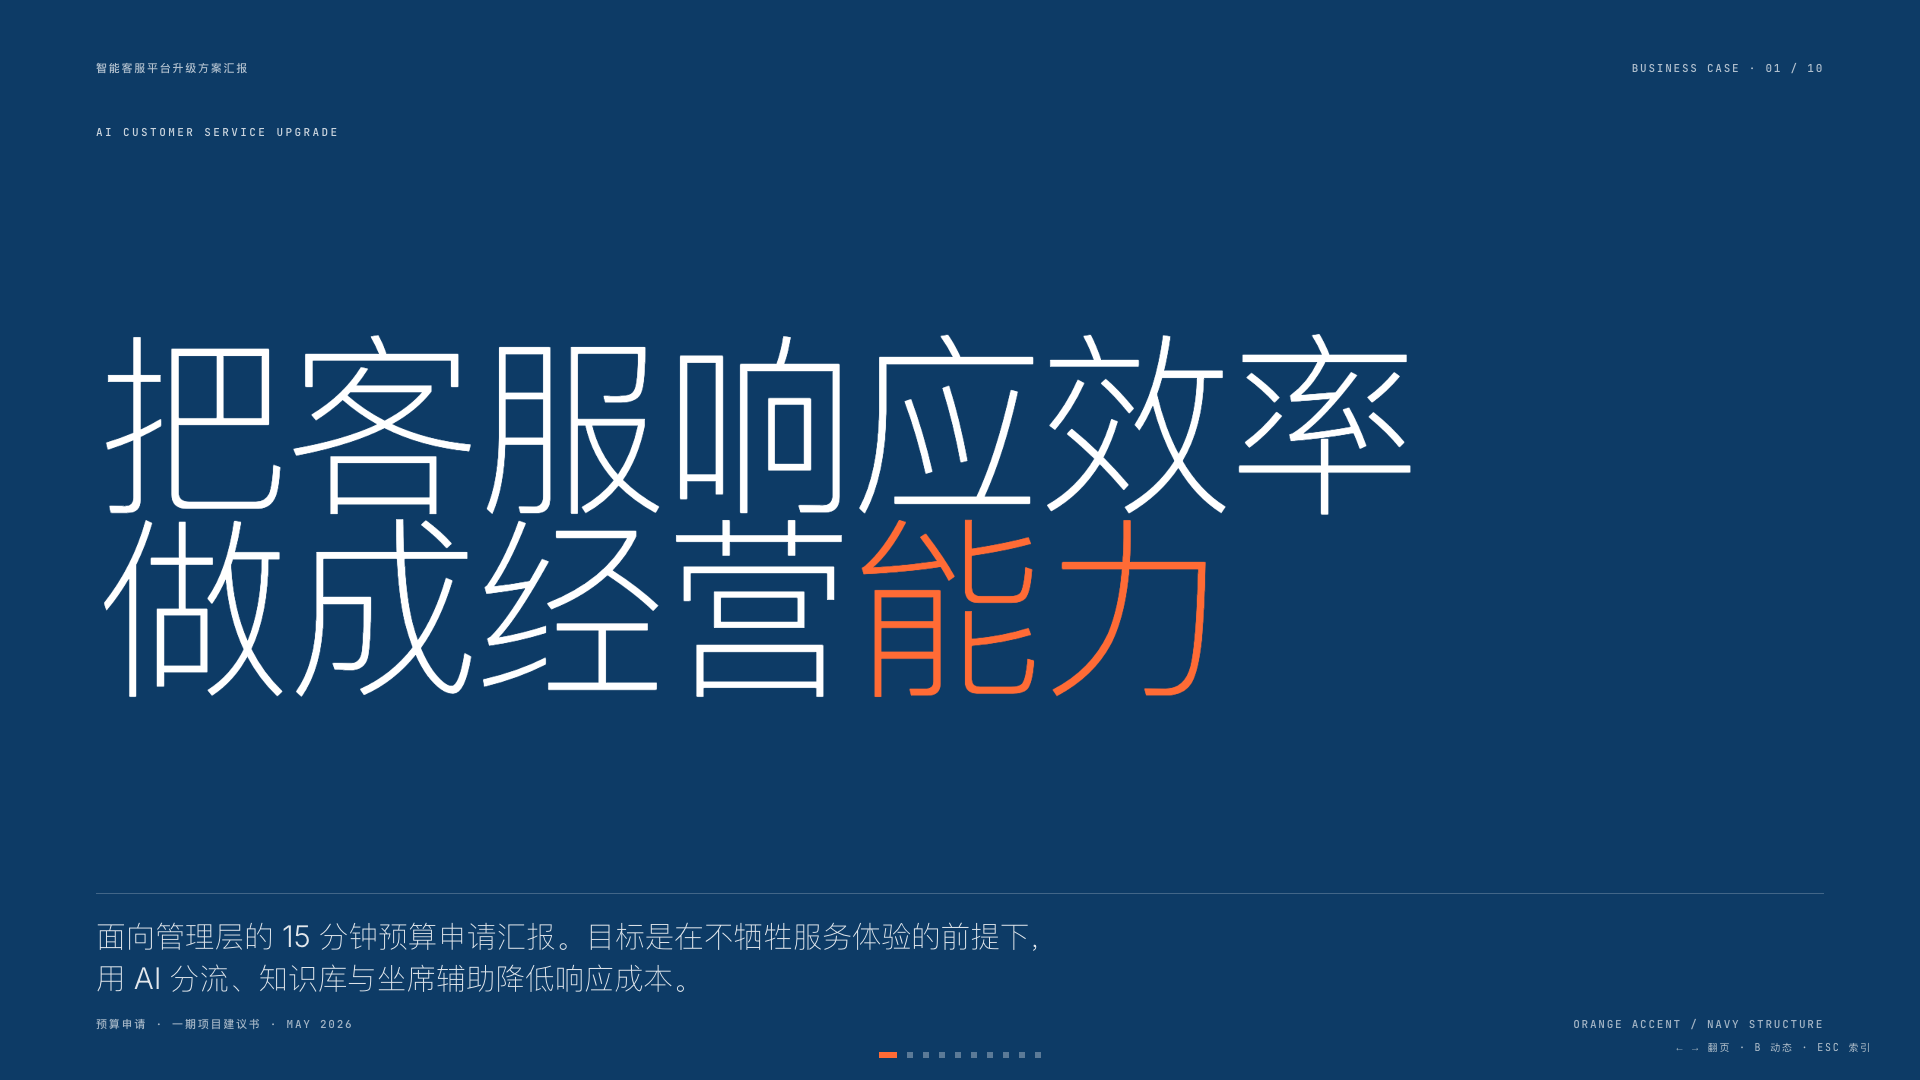 智能客服平台升级方案汇报
BUSINESS CASE · 01 / 10
AI CUSTOMER SERVICE UPGRADE
把客服响应效率
做成经营能力
面向管理层的 15 分钟预算申请汇报。目标是在不牺牲服务体验的前提下,
用 AI 分流、知识库与坐席辅助降低响应成本。
预算申请 · 一期项目建议书 · MAY 2026
ORANGE ACCENT / NAVY STRUCTURE
← → 翻页 · B 动态 · ESC 索引